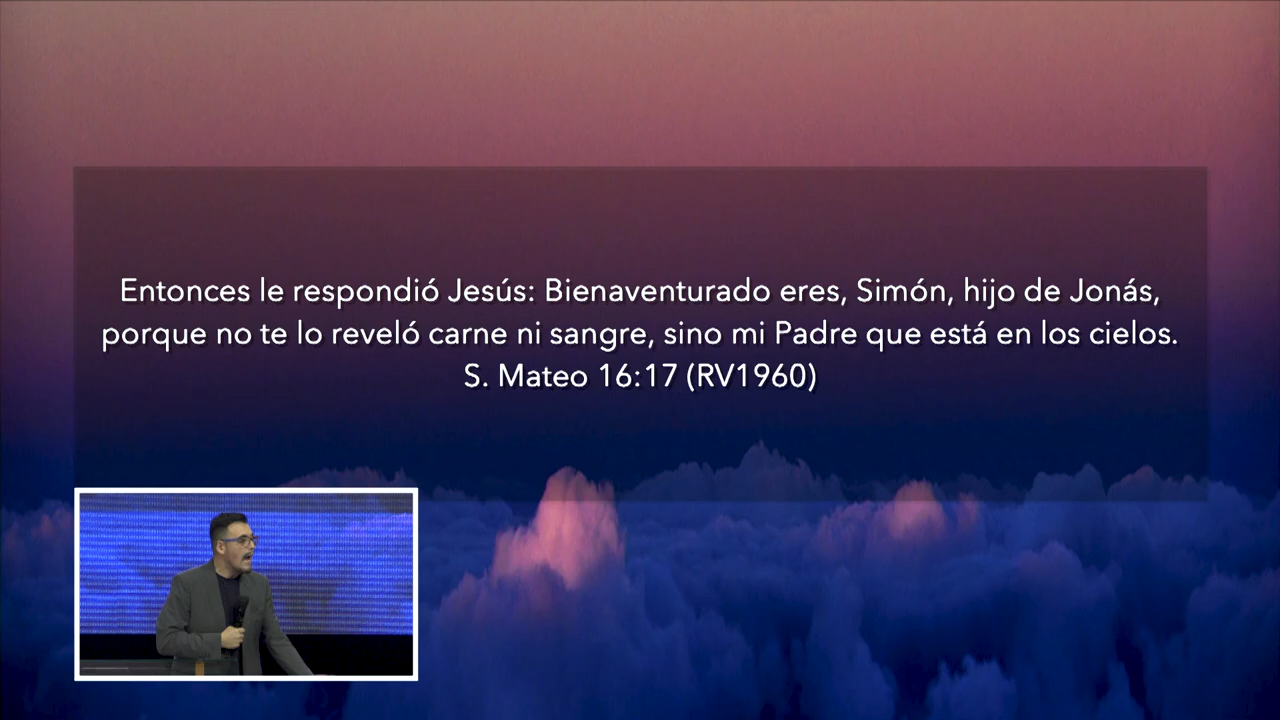 Entonces le respondió Jesús: Bienaventurado eres, Simón, hijo de Jonás,
porque no te lo reveló carne ni sangre, sino mi Padre que está en los cielos.
S. Mateo 16:17 (RV1960)